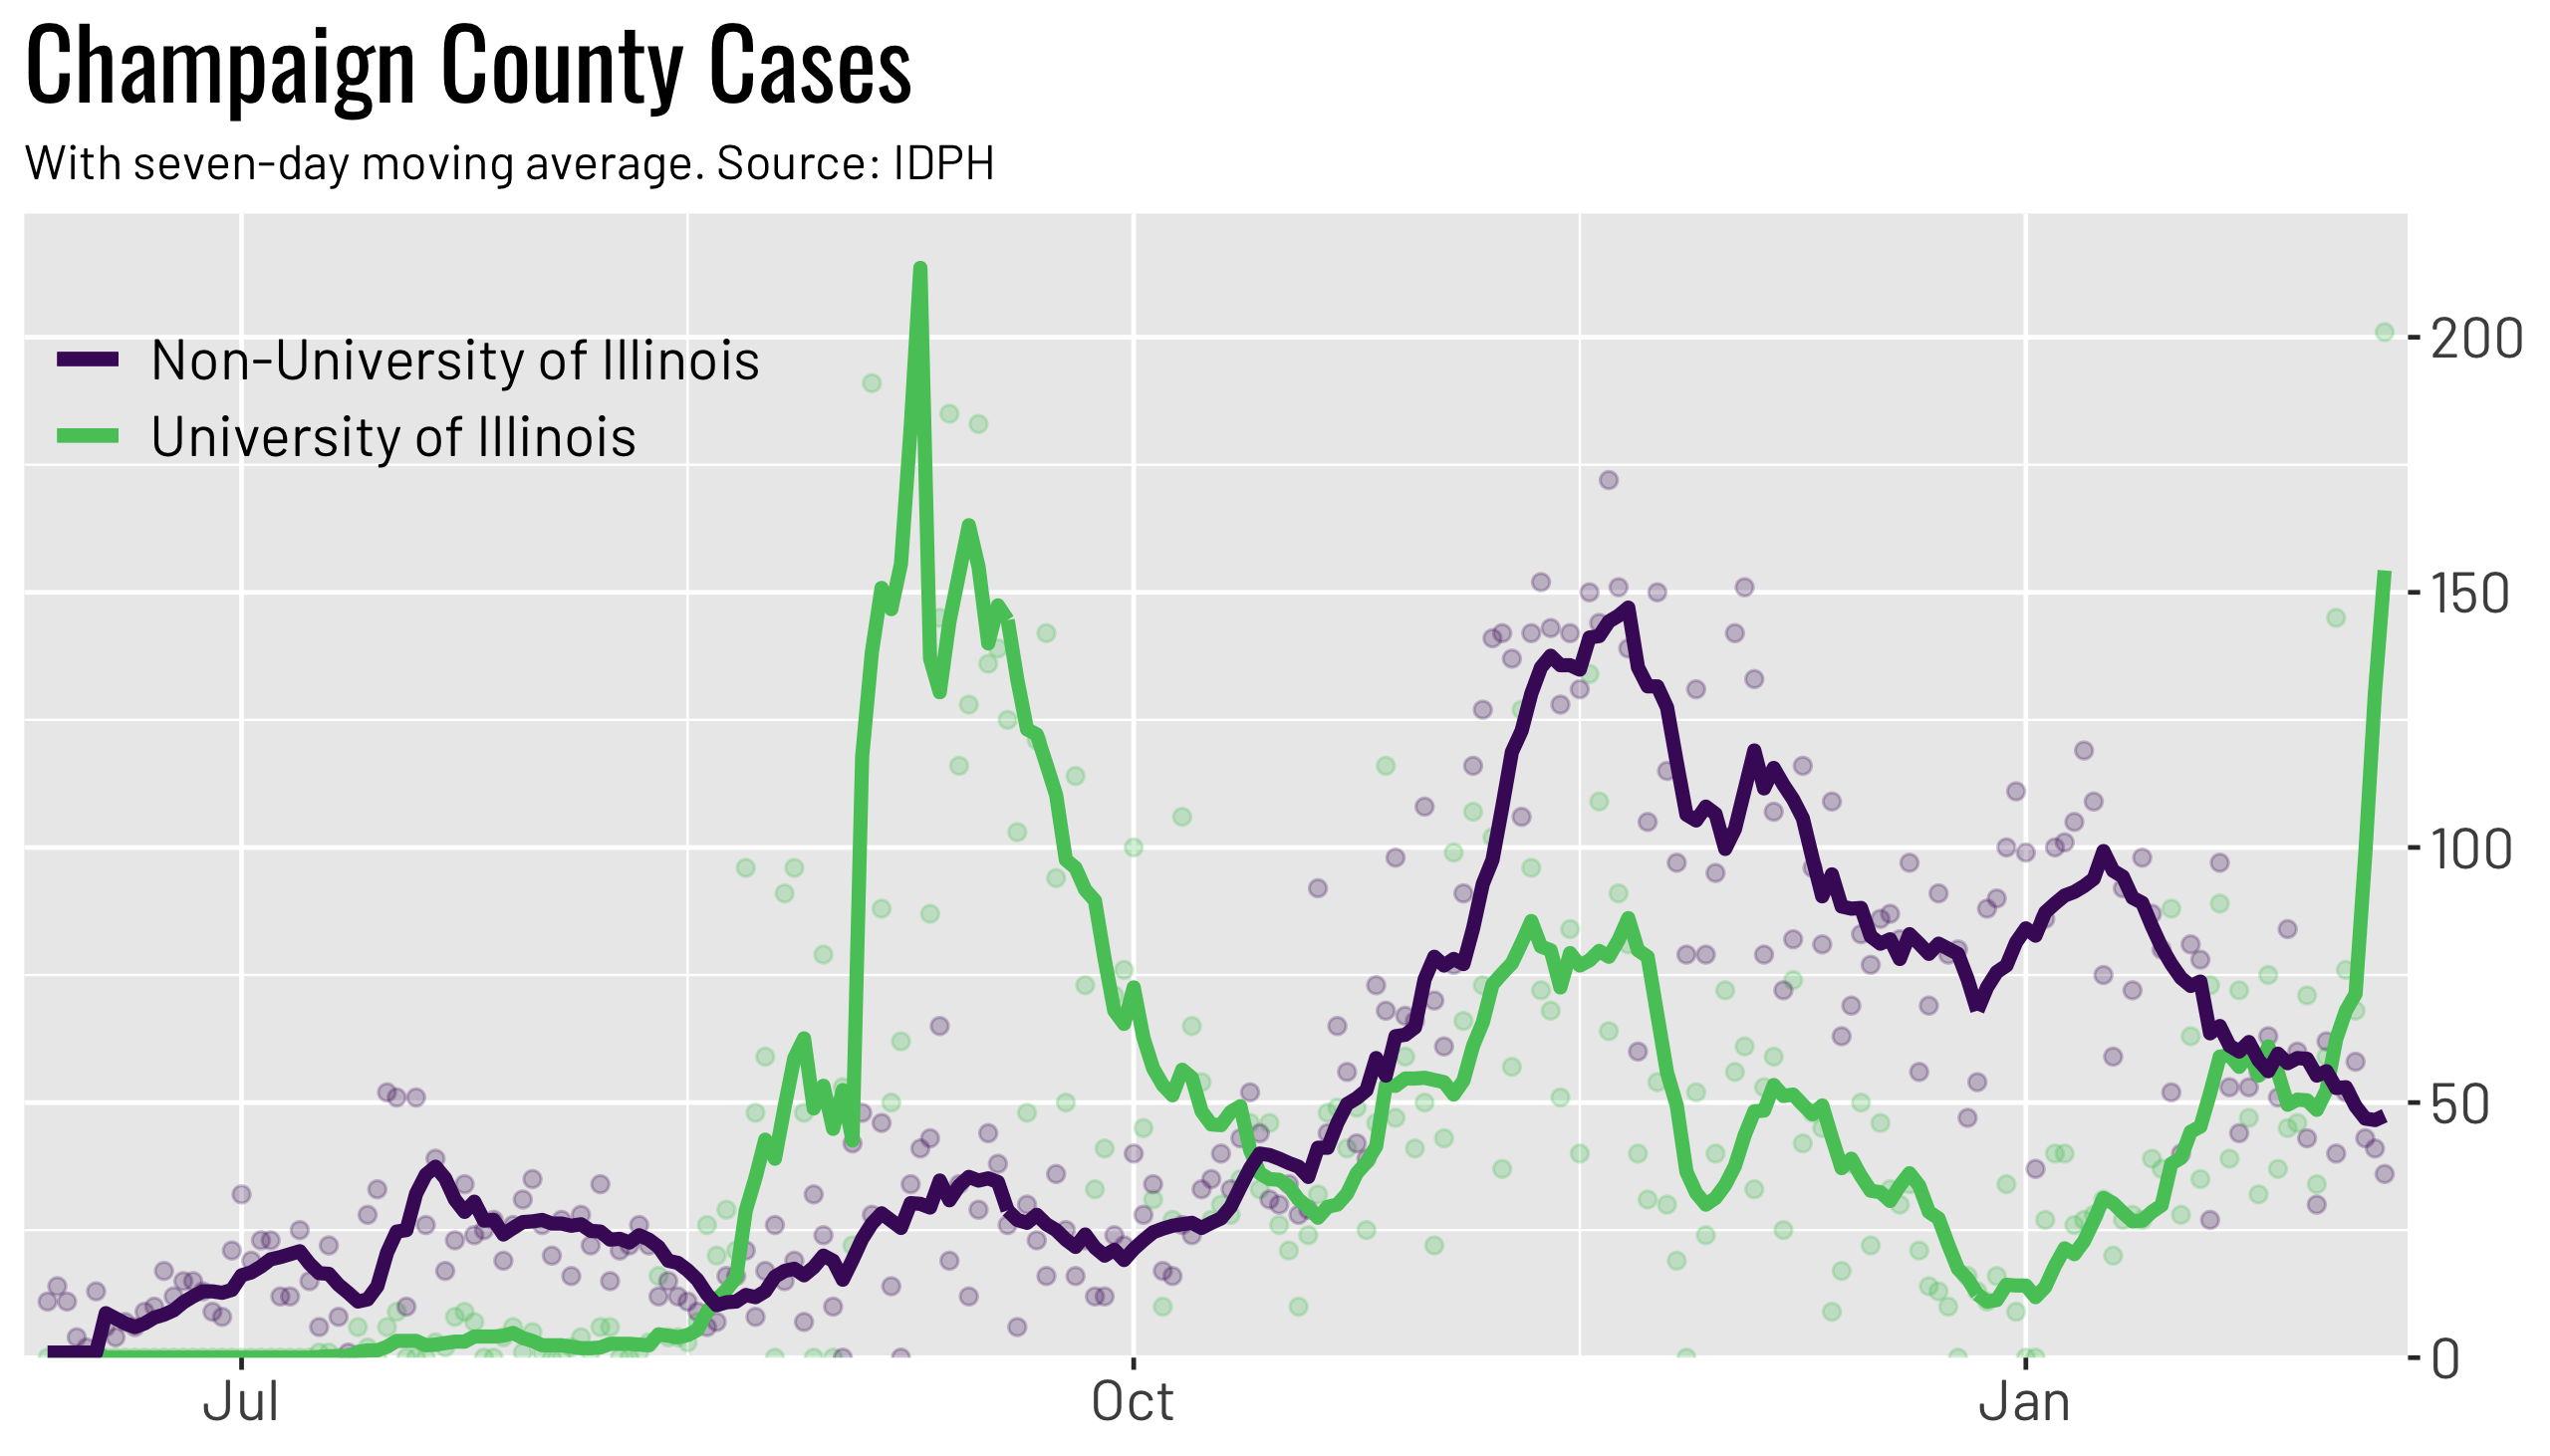 Champaign County Cases
With seven-day moving average. Source: IDPH
Non-University of Illinois
University of Illinois
200
150
100
50
0
Jul Oct Jan